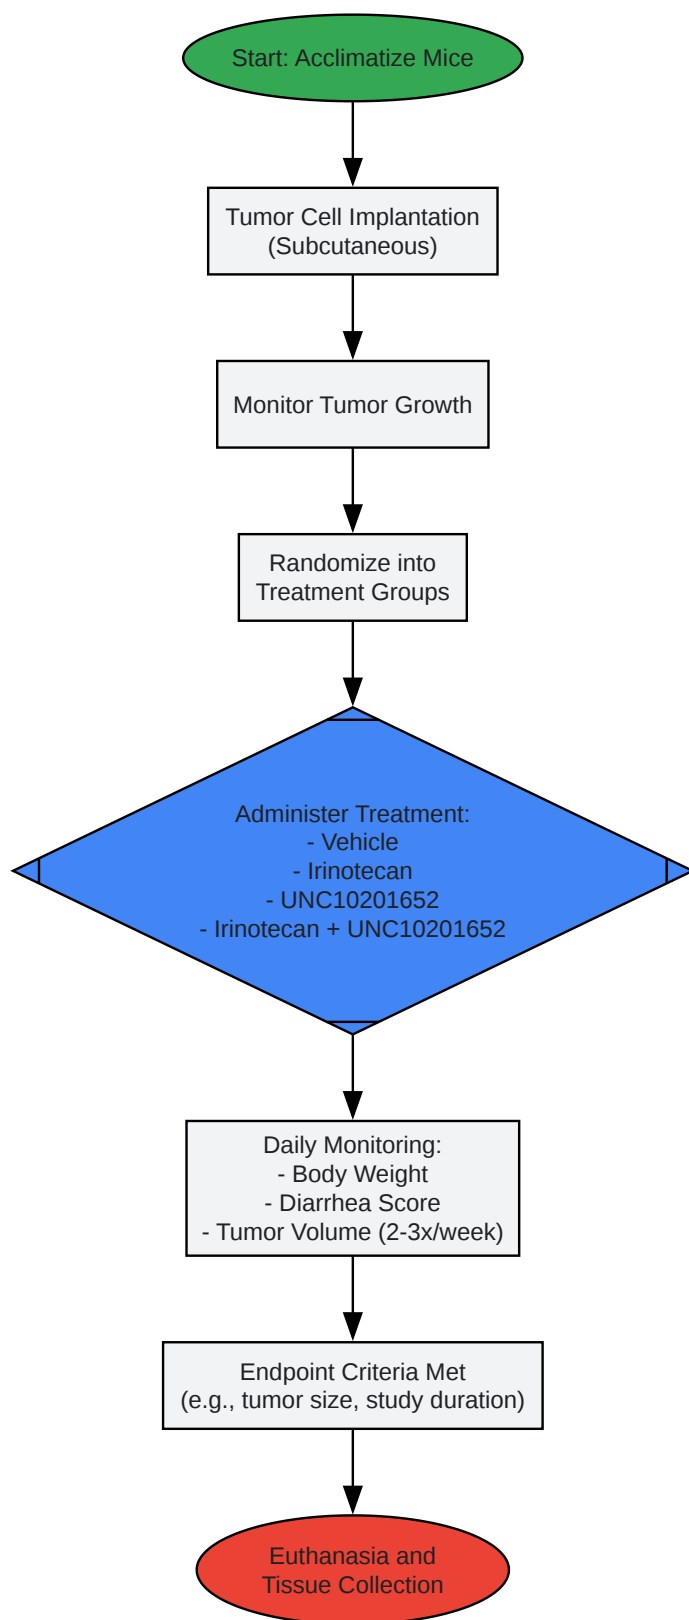 Start: Acclimatize Mice
Tumor Cell Implantation
(Subcutaneous)
Monitor Tumor Growth
Randomize into
Treatment Groups
Administer Treatment:
- Vehicle
- Irinotecan
- UNC10201652
- Irinotecan + UNC10201652
Daily Monitoring:
- Body Weight
- Diarrhea Score
- Tumor Volume (2-3x/week)
Endpoint Criteria Met
(e.g., tumor size, study duration)
Euthanasia and
Tissue Collection